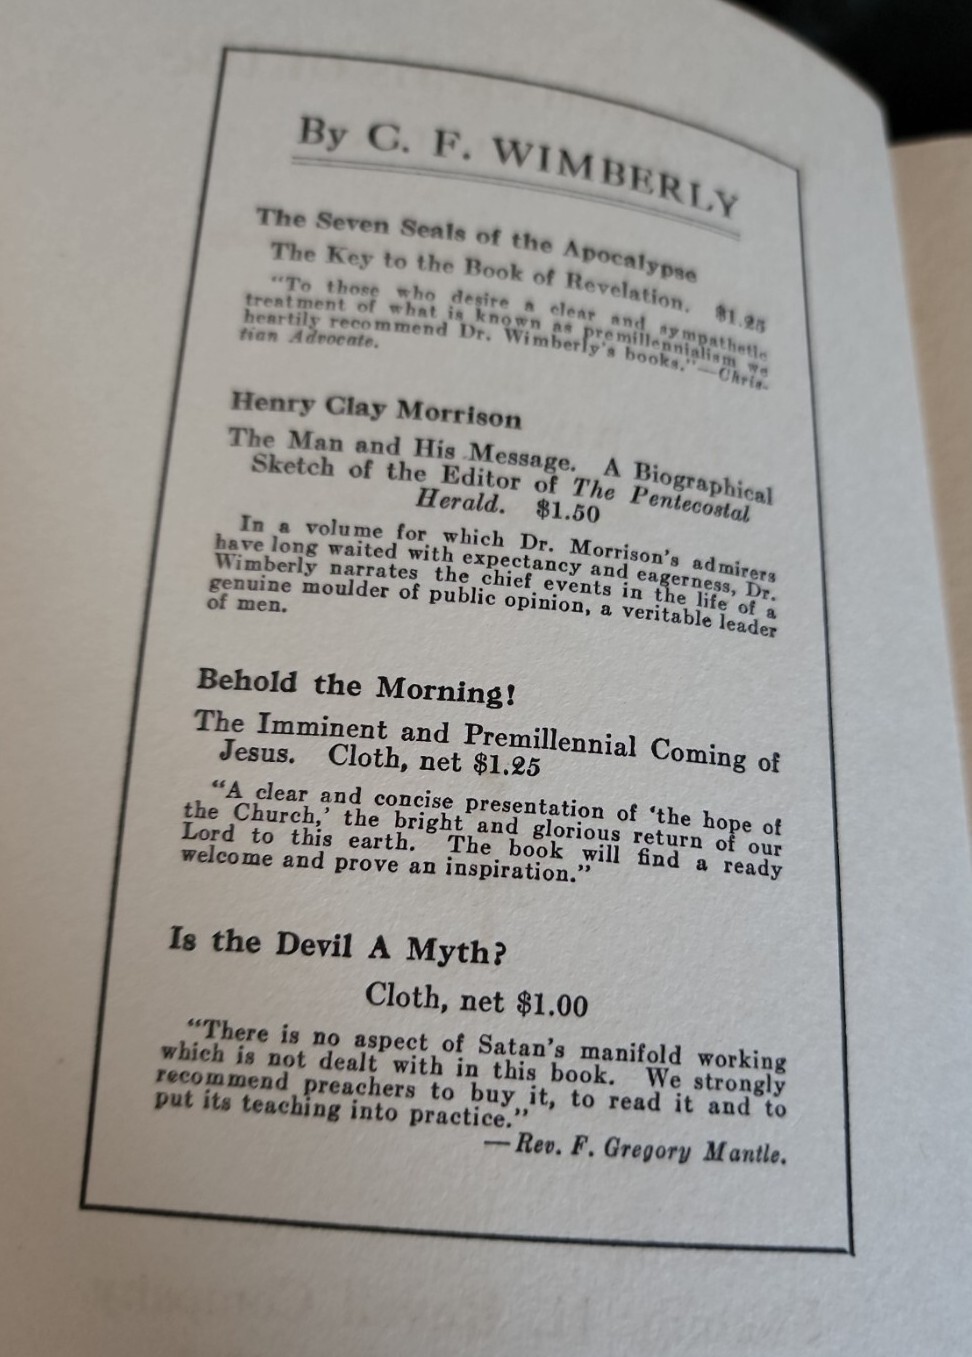 By C. F. WIMBERLY
The Seven Seals of the Apocalypse
The Key to the Book of Revelation. $1.25
"To those who desire a clear and sympathetic
treatment of what is known as premillennialism we
heartily recommend Dr. Wimberly's books."—Chris-
tian Advocate.
Henry Clay Morrison
The Man and His Message. A Biographical
Sketch of the Editor of The Pentecostal
Herald. $1.50
In a volume for which Dr. Morrison's admirers
have long waited with expectancy and eagerness, Dr.
Wimberly narrates the chief events in the life of a
genuine moulder of public opinion, a veritable leader
of men.
Behold the Morning!
The Imminent and Premillennial Coming of
Jesus. Cloth, net $1.25
"A clear and concise presentation of 'the hope of
the Church,' the bright and glorious return of our
Lord to this earth. The book will find a ready
welcome and prove an inspiration."
Is the Devil A Myth?
Cloth, net $1.00
"There is no aspect of Satan's manifold working
which is not dealt with in this book. We strongly
recommend preachers to buy it, to read it and to
put its teaching into practice."
—Rev. F. Gregory Mantle.